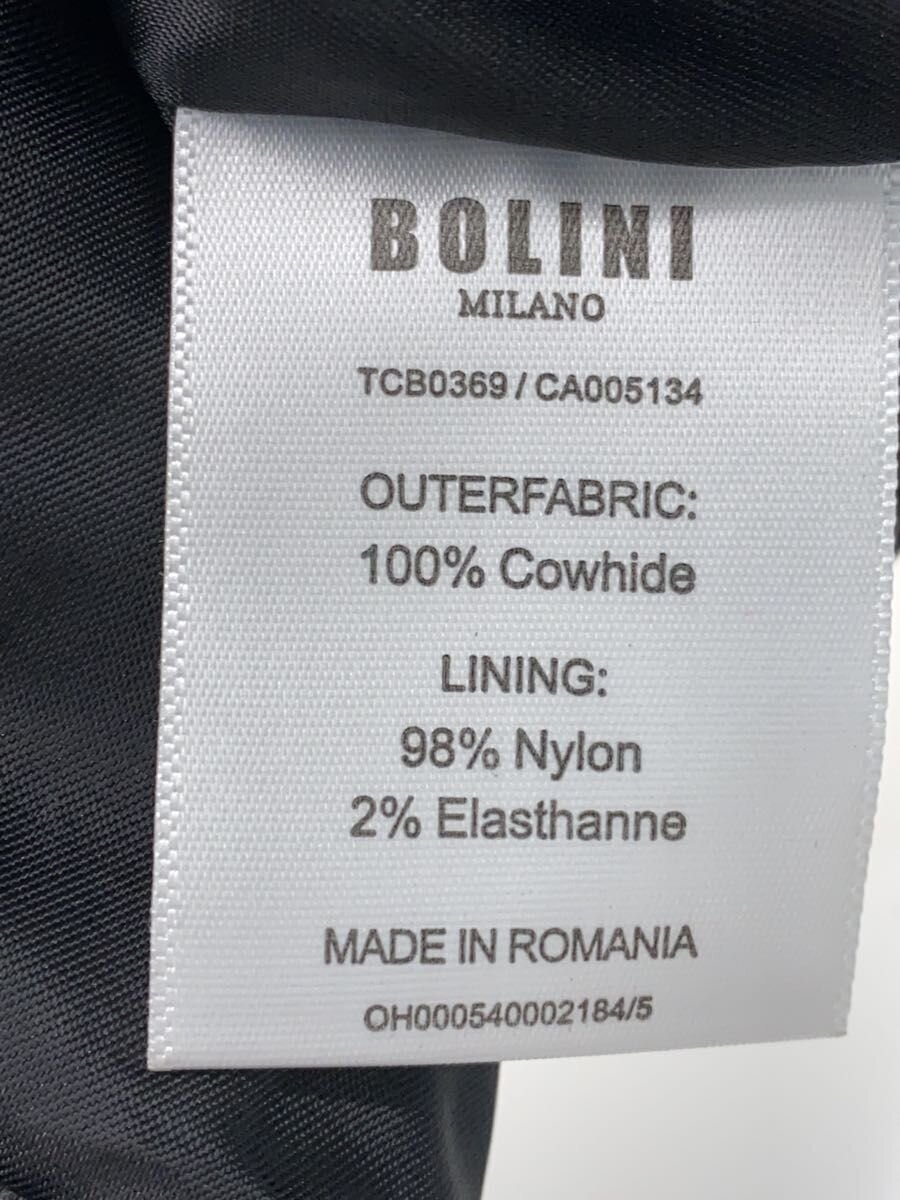 BOLINI
MILANO
TCB0369 / CA005134
OUTERFABRIC:
100% Cowhide
LINING:
98% Nylon
2% Elasthanne
MADE IN ROMANIA
OH000540002184/5